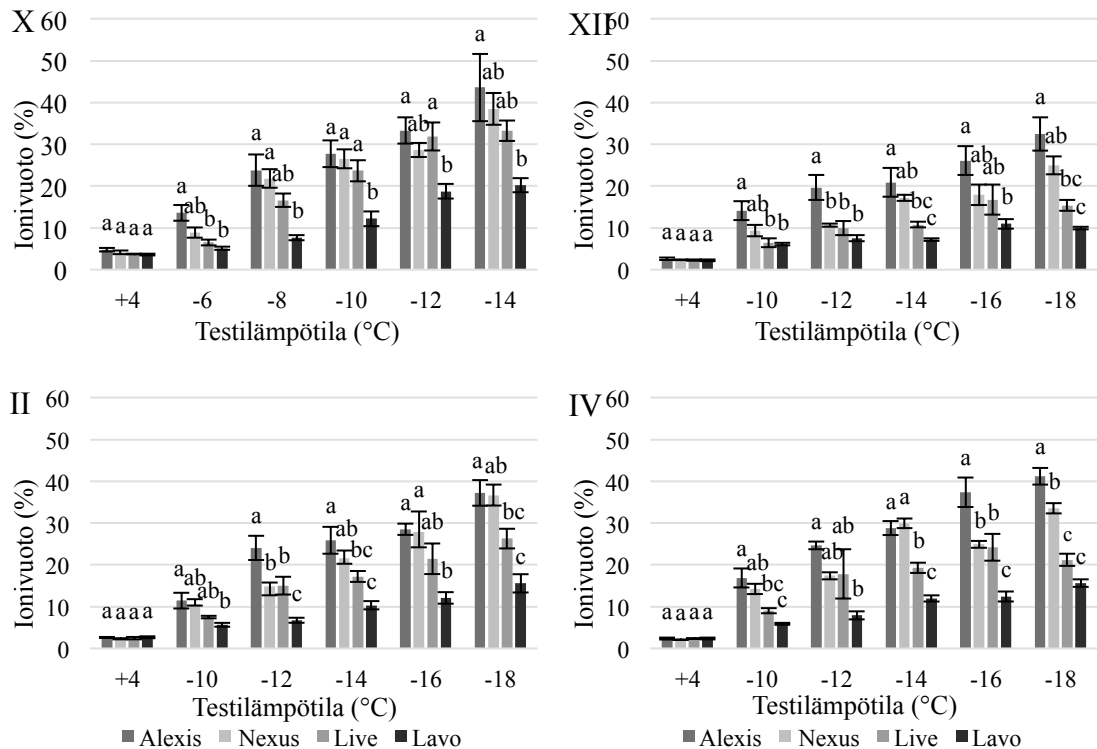 X
60
50
40
30
20
10
0
Ionivuoto (%)
a a a a
a ab b b
a a ab b
a a a b
a ab a b
a ab ab b
+4 -6 -8 -10 -12 -14
Testilämpötila (°C)
XII
60
50
40
30
20
10
0
Ionivuoto (%)
a a a a
a ab b b
a b b b
a ab bc c
a ab ab b
a ab bc c
+4 -10 -12 -14 -16 -18
Testilämpötila (°C)
II
60
50
40
30
20
10
0
Ionivuoto (%)
a a a a
a ab ab b
a b b c
a ab bc c
a a ab b
a ab bc c
+4 -10 -12 -14 -16 -18
Testilämpötila (°C)
Alexis Nexus Live Lavo
IV
60
50
40
30
20
10
0
Ionivuoto (%)
a a a a
a ab bc c
a ab ab b
a a b c
a b b c
a b c c
+4 -10 -12 -14 -16 -18
Testilämpötila (°C)
Alexis Nexus Live Lavo